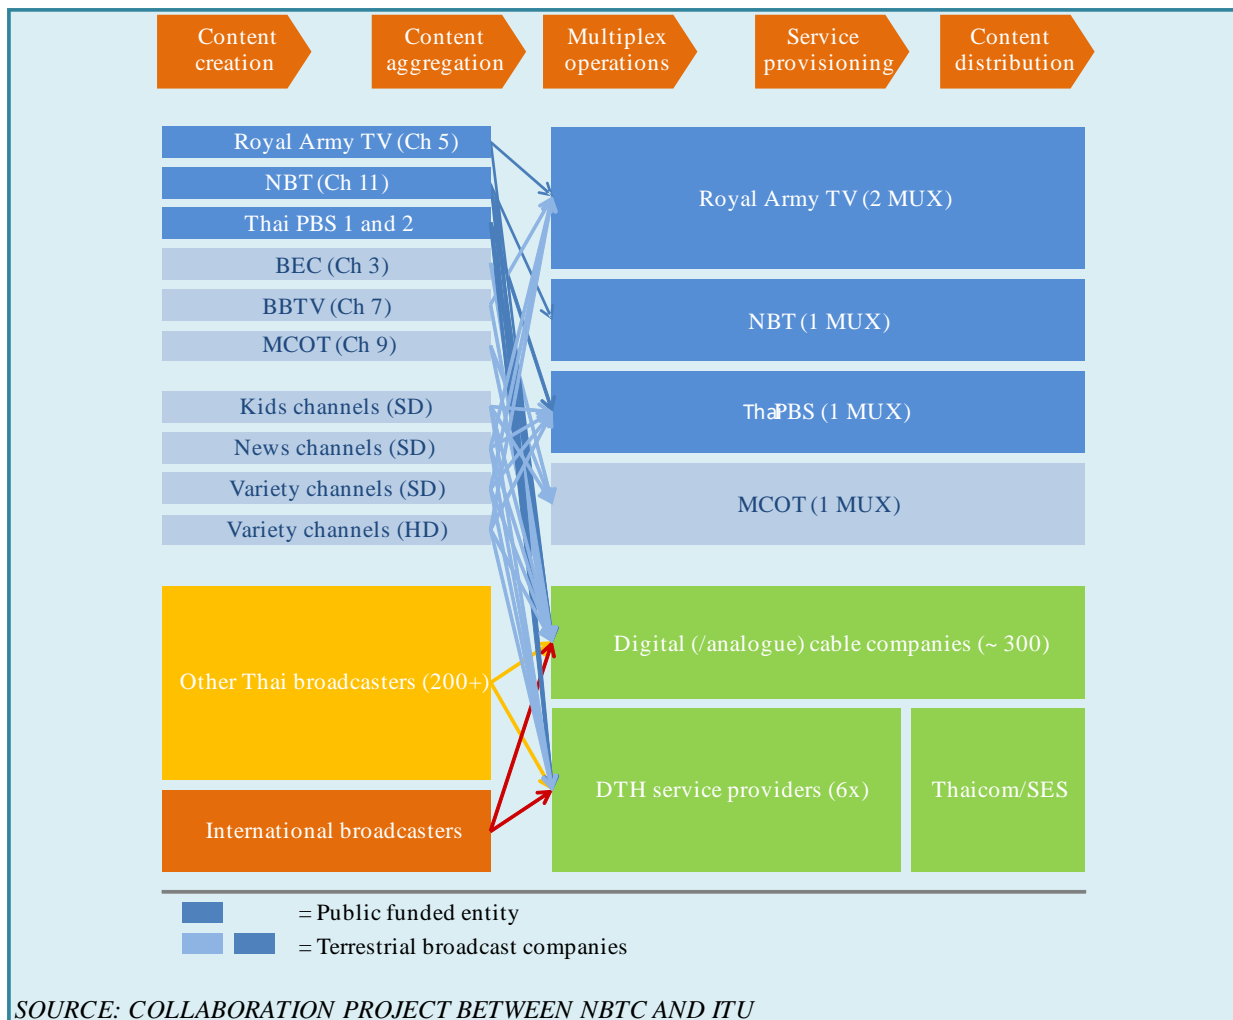 Content
creation
Content
aggregation
Multiplex
operations
Service
provisioning
Content
distribution
Royal Army TV (Ch 5)
NBT (Ch 11)
Thai PBS 1 and 2
BEC (Ch 3)
BBTV (Ch 7)
MCOT (Ch 9)
Kids channels (SD)
News channels (SD)
Variety channels (SD)
Variety channels (HD)
Other Thai broadcasters (200+)
International broadcasters
Royal Army TV (2 MUX)
NBT (1 MUX)
ThaiPBS (1 MUX)
MCOT (1 MUX)
Digital (/analogue) cable companies (~ 300)
DTH service providers (6x)
Thaicom/SES
= Public funded entity
= Terrestrial broadcast companies
SOURCE: COLLABORATION PROJECT BETWEEN NBTC AND ITU